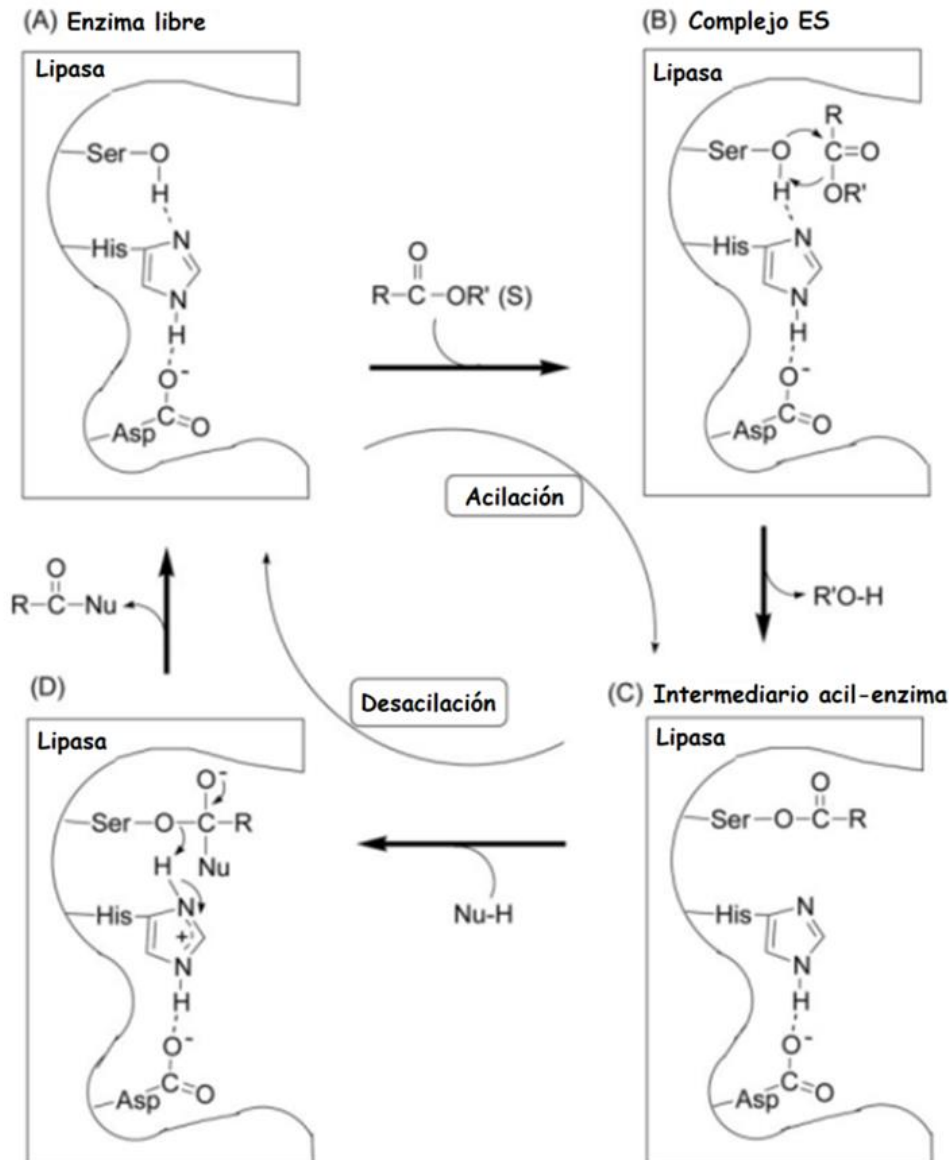 (A) Enzima libre
Lipasa
Ser–O
H
His
N
N
H
O-
C=O
Asp
O
R–C–OR' (S)
(B) Complejo ES
Lipasa
R
Ser–O C=O
H OR'
His
N
N
H
O-
C=O
Asp
Acilación
R'O-H
O
R–C–Nu
Desacilación
Nu-H
(D)
Lipasa
O-
Ser–O–C–R
H Nu
His
N
+
N
H
O-
C=O
Asp
(C) Intermediario acil-enzima
Lipasa
O
Ser–O–C–R
His
N
N
H
O-
C=O
Asp